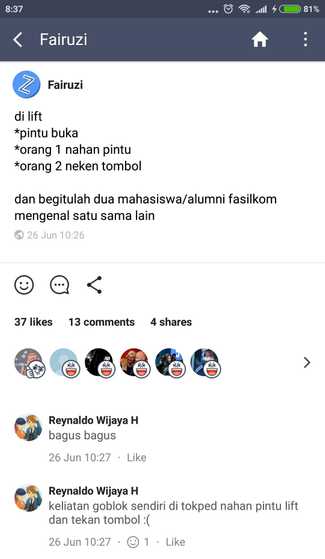 8:37
81%
Fairuzi
Fairuzi
di lift
*pintu buka
*orang 1 nahan pintu
*orang 2 neken tombol
dan begitulah dua mahasiswa/alumni fasilkom
mengenal satu sama lain
26 Jun 10:26
37 likes 13 comments 4 shares
Reynaldo Wijaya H
bagus bagus
26 Jun 10:27 · Like
Reynaldo Wijaya H
keliatan goblok sendiri di tokped nahan pintu lift
dan tekan tombol :(
26 Jun 10:27 · 1 · Like